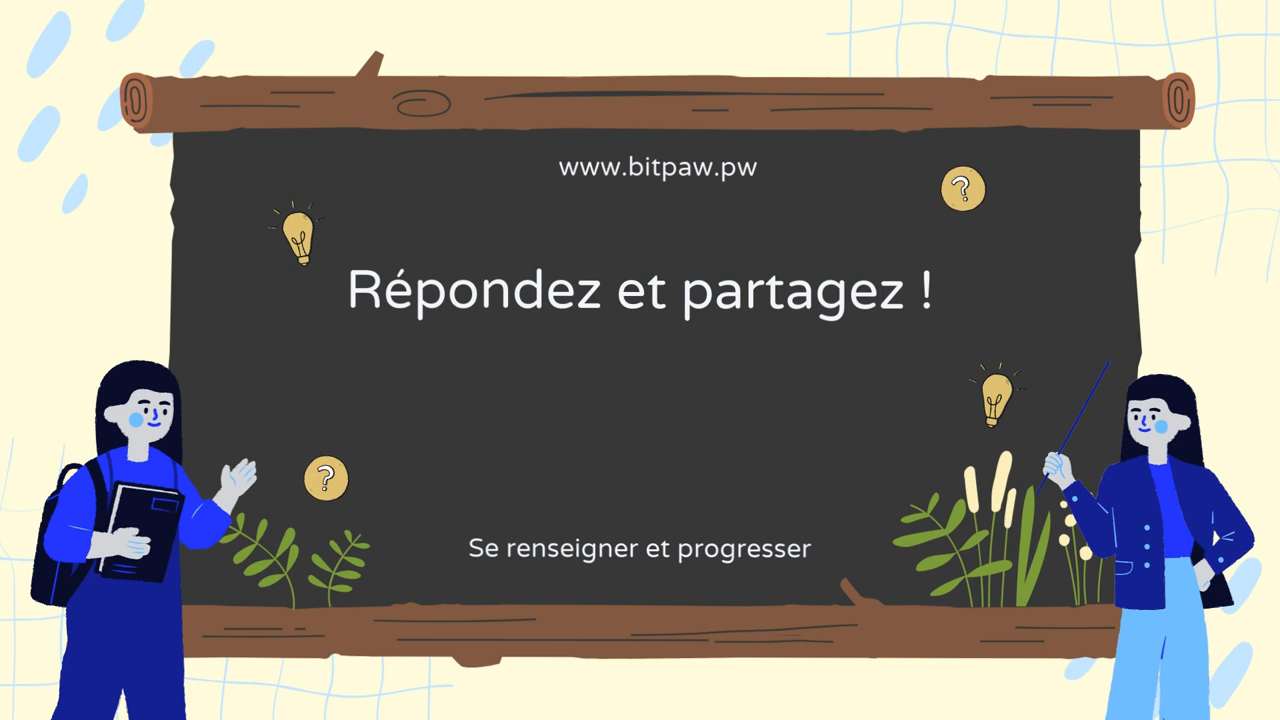 www.bitpaw.pw
?
Répondez et partagez !
?
Se renseigner et progresser